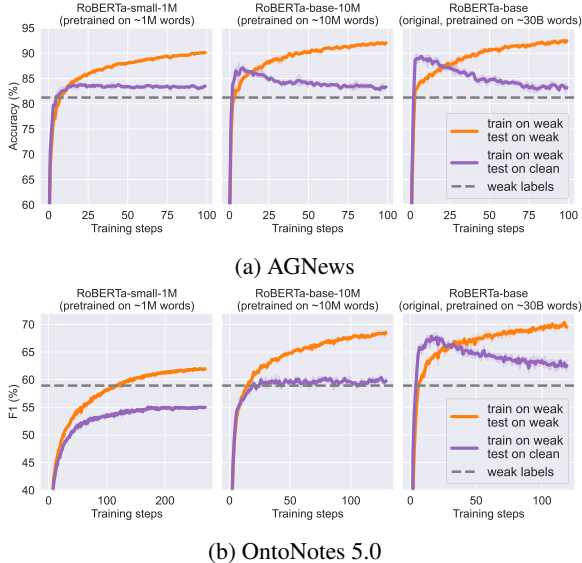 RoBERTa-small-1M
(pretrained on ~1M words)
RoBERTa-base-10M
(pretrained on ~10M words)
RoBERTa-base
(original, pretrained on ~30B words)
95
90
85
80
75
70
65
60
Accuracy (%)
0 25 50 75 100
Training steps
0 25 50 75 100
Training steps
0 25 50 75 100
Training steps
train on weak
test on weak
train on weak
test on clean
weak labels
(a) AGNews
RoBERTa-small-1M
(pretrained on ~1M words)
RoBERTa-base-10M
(pretrained on ~10M words)
RoBERTa-base
(original, pretrained on ~30B words)
70
65
60
55
50
45
40
F1 (%)
0 100 200
Training steps
0 50 100
Training steps
0 50 100
Training steps
train on weak
test on weak
train on weak
test on clean
weak labels
(b) OntoNotes 5.0